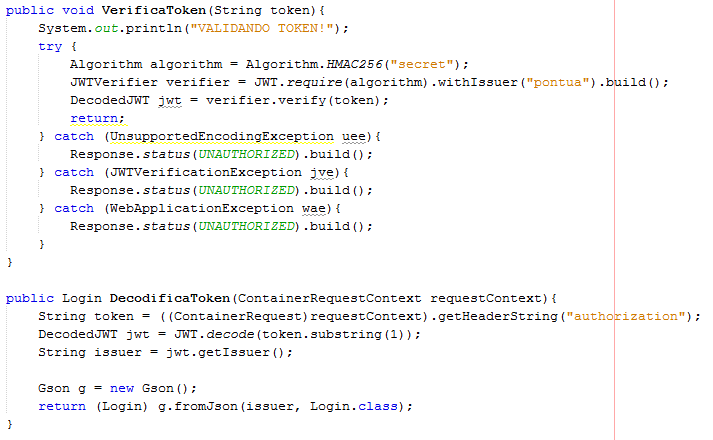 public void VerificaToken(String token){
    System.out.println("VALIDANDO TOKEN!");
    try {
        Algorithm algorithm = Algorithm.HMAC256("secret");
        JWTVerifier verifier = JWT.require(algorithm).withIssuer("pontua").build();
        DecodedJWT jwt = verifier.verify(token);
        return;
    } catch (UnsupportedEncodingException uee){
        Response.status(UNAUTHORIZED).build();
    } catch (JWTVerificationException jve){
        Response.status(UNAUTHORIZED).build();
    } catch (WebApplicationException wae){
        Response.status(UNAUTHORIZED).build();
    }
}

public Login DecodificaToken(ContainerRequestContext requestContext){
    String token = ((ContainerRequest)requestContext).getHeaderString("authorization");
    DecodedJWT jwt = JWT.decode(token.substring(1));
    String issuer = jwt.getIssuer();

    Gson g = new Gson();
    return (Login) g.fromJson(issuer, Login.class);
}